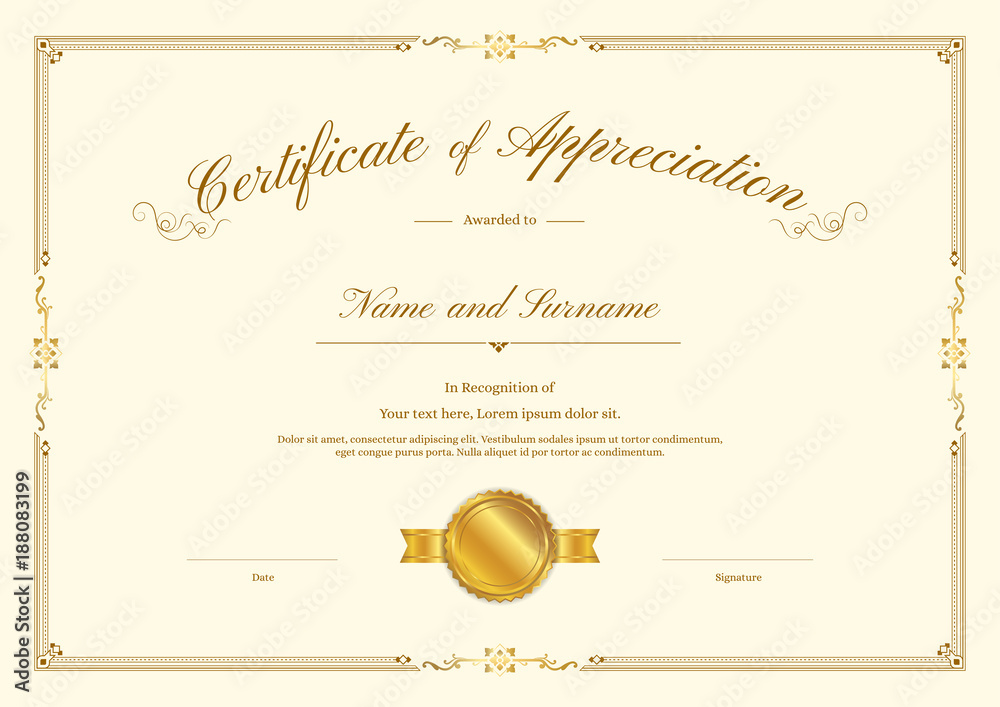 Certificate of Appreciation
Awarded to
Name and Surname
In Recognition of
Your text here, Lorem ipsum dolor sit.
Dolor sit amet, consectetur adipiscing elit. Vestibulum sodales ipsum ut tortor condimentum,
eget congue purus porta. Nulla aliquet id por tortor ac condimentum.
Date
Signature
Adobe Stock | #188083199